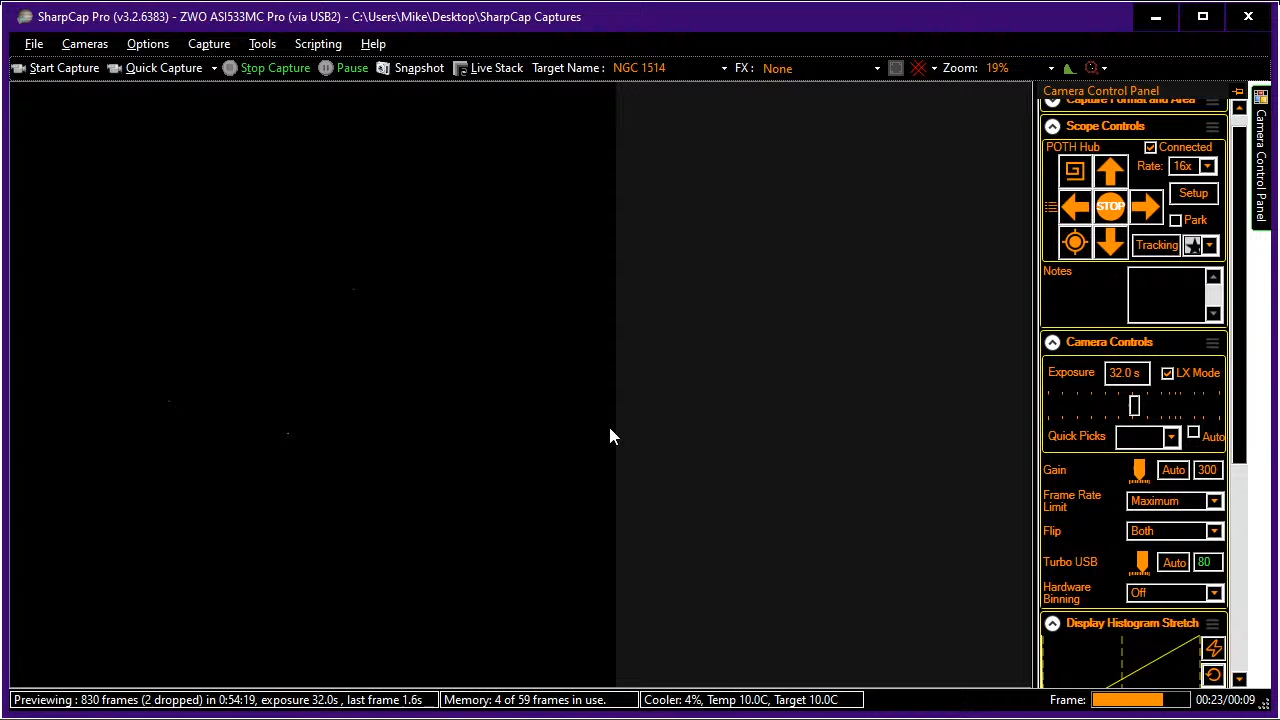 SharpCap Pro (v3.2.6383) - ZWO ASI533MC Pro (via USB2) - C:\Users\Mike\Desktop\SharpCap Captures
File Cameras Options Capture Tools Scripting Help
Start Capture Quick Capture Stop Capture Pause Snapshot Live Stack Target Name: NGC 1514 FX: None Zoom: 19%
Camera Control Panel
Capture Format and Area
Scope Controls
POTH Hub Connected
Rate: 16x
Setup
STOP
Park
Tracking
Notes
Camera Controls
Exposure 32.0 s LX Mode
Quick Picks Auto
Gain Auto 300
Frame Rate
Limit Maximum
Flip Both
Turbo USB Auto 80
Hardware
Binning Off
Display Histogram Stretch
Camera Control Panel
Previewing : 830 frames (2 dropped) in 0:54:19, exposure 32.0s , last frame 1.6s Memory: 4 of 59 frames in use. Cooler: 4%, Temp 10.0C, Target 10.0C Frame: 00:23/00:09